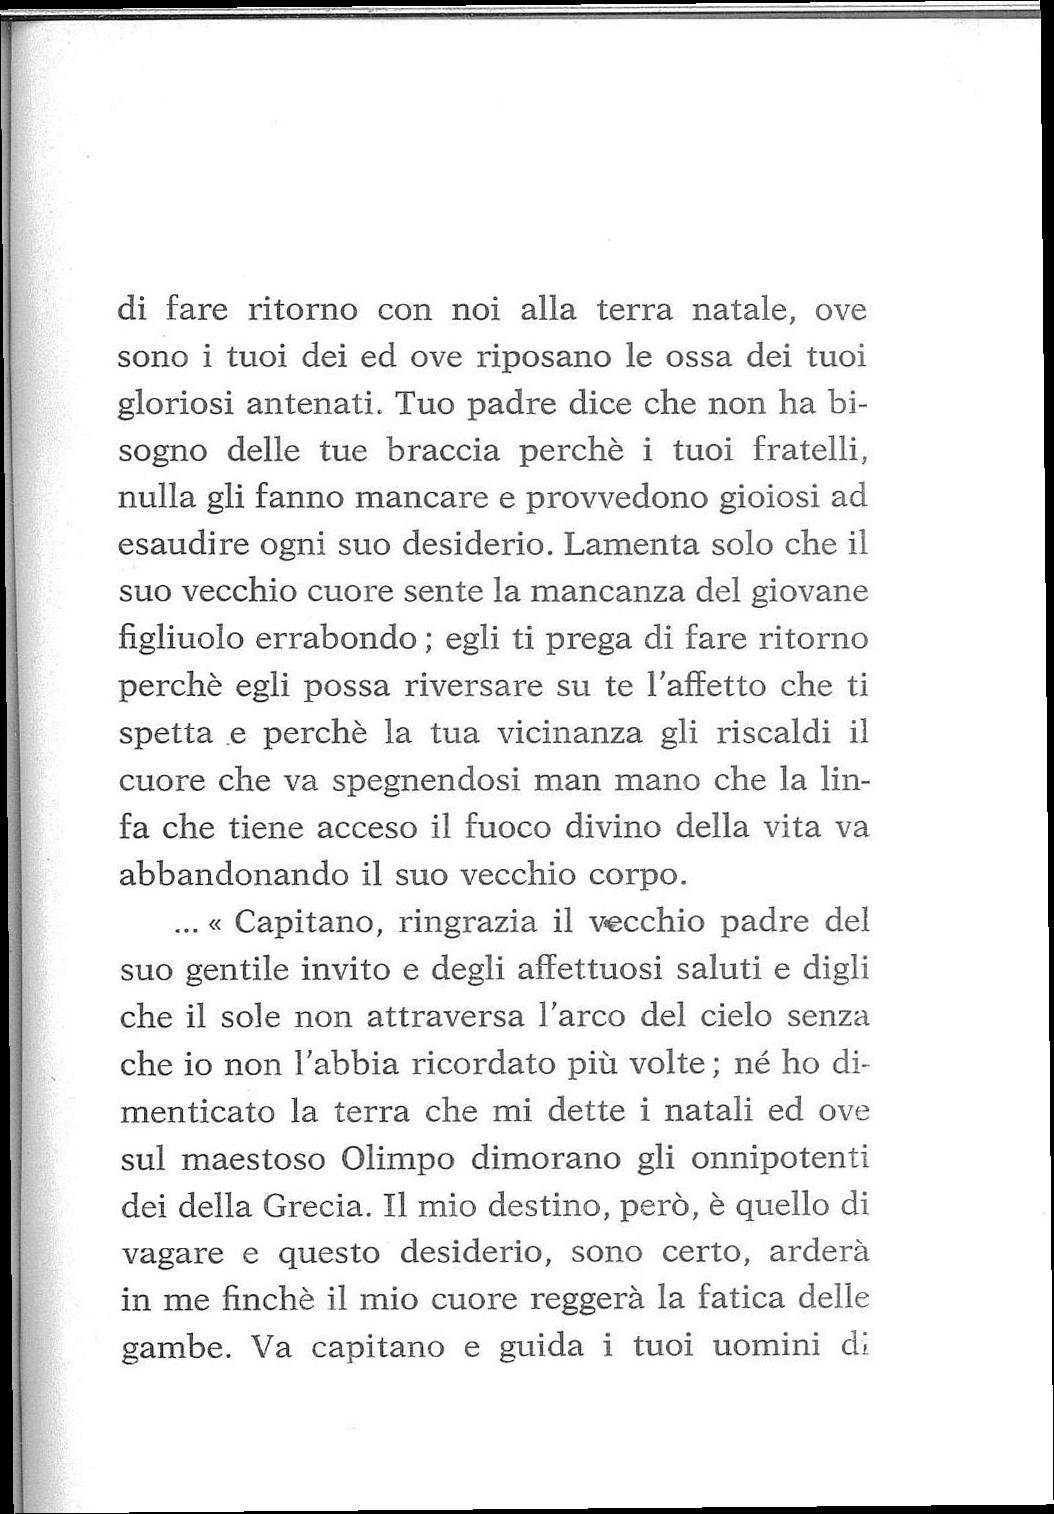 di fare ritorno con noi alla terra natale, ove
sono i tuoi dei ed ove riposano le ossa dei tuoi
gloriosi antenati. Tuo padre dice che non ha bi-
sogno delle tue braccia perchè i tuoi fratelli,
nulla gli fanno mancare e provvedono gioiosi ad
esaudire ogni suo desiderio. Lamenta solo che il
suo vecchio cuore sente la mancanza del giovane
figliuolo errabondo ; egli ti prega di fare ritorno
perchè egli possa riversare su te l'affetto che ti
spetta e perchè la tua vicinanza gli riscaldi il
cuore che va spegnendosi man mano che la lin-
fa che tiene acceso il fuoco divino della vita va
abbandonando il suo vecchio corpo.
... « Capitano, ringrazia il vecchio padre del
suo gentile invito e degli affettuosi saluti e digli
che il sole non attraversa l'arco del cielo senza
che io non l'abbia ricordato più volte ; né ho di-
menticato la terra che mi dette i natali ed ove
sul maestoso Olimpo dimorano gli onnipotenti
dei della Grecia. Il mio destino, però, è quello di
vagare e questo desiderio, sono certo, arderà
in me finchè il mio cuore reggerà la fatica delle
gambe. Va capitano e guida i tuoi uomini di